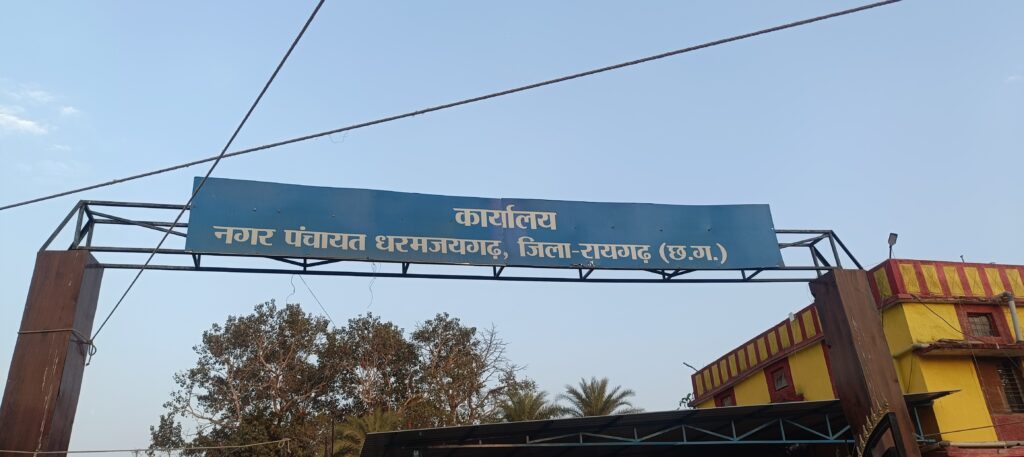 कार्यालय
नगर पंचायत धरमजयगढ़, जिला-रायगढ़ (छ.ग.)